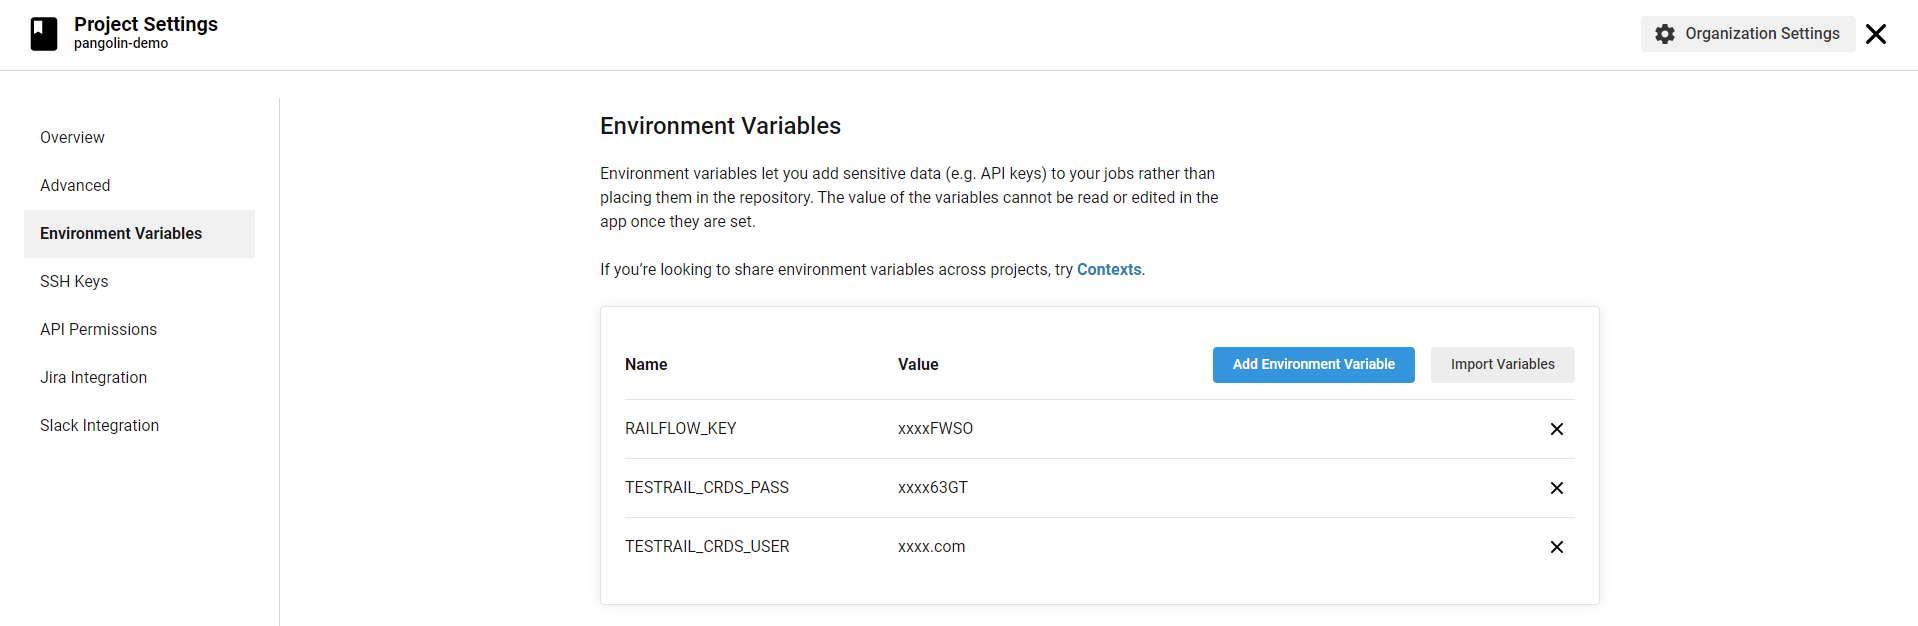 Project Settings
pangolin-demo
Organization Settings
Overview
Advanced
Environment Variables
SSH Keys
API Permissions
Jira Integration
Slack Integration
Environment Variables
Environment variables let you add sensitive data (e.g. API keys) to your jobs rather than
placing them in the repository. The value of the variables cannot be read or edited in the
app once they are set.
If you’re looking to share environment variables across projects, try Contexts.
Name Value Add Environment Variable Import Variables
RAILFLOW_KEY xxxxFWSO
TESTRAIL_CRDS_PASS xxxx63GT
TESTRAIL_CRDS_USER xxxx.com